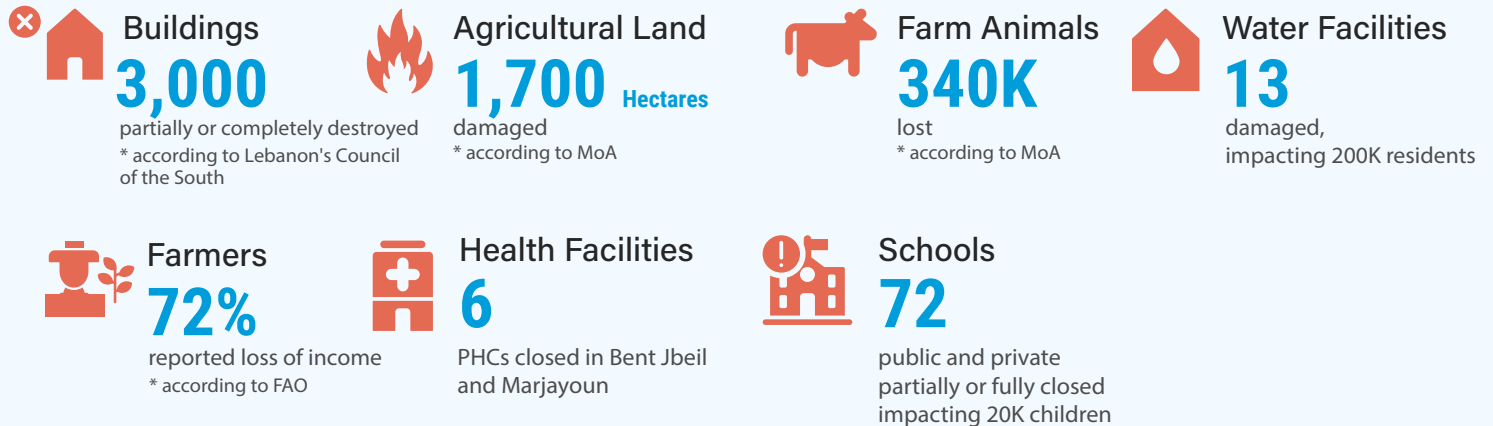 Buildings
3,000
partially or completely destroyed
* according to Lebanon's Council
of the South
Agricultural Land
1,700 Hectares
damaged
* according to MoA
Farm Animals
340K
lost
* according to MoA
Water Facilities
13
damaged,
impacting 200K residents
Farmers
72%
reported loss of income
* according to FAO
Health Facilities
6
PHCs closed in Bent Jbeil
and Marjayoun
Schools
72
public and private
partially or fully closed
impacting 20K children